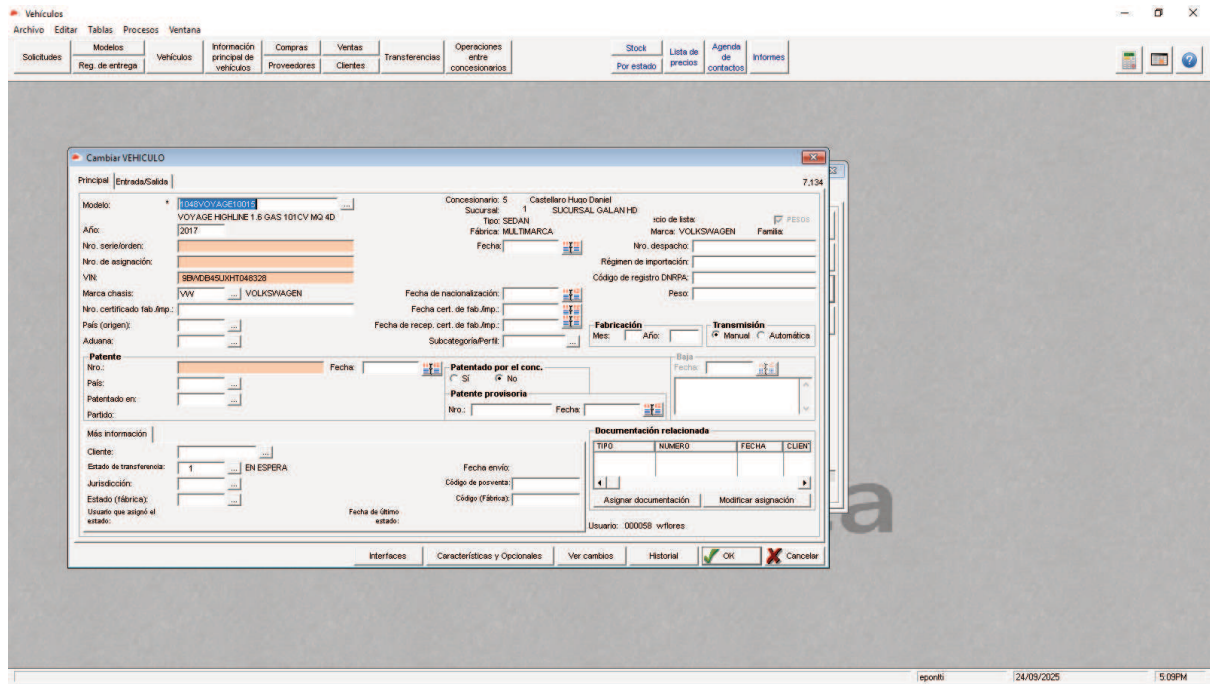 Vehículos
Archivo Editar Tablas Procesos Ventana
Solicitudes
Modelos
Reg. de entrega
Vehículos
Información principal de vehículos
Compras
Proveedores
Ventas
Clientes
Transferencias
Operaciones entre concesionarios
Stock
Por estado
Lista de precios
Agenda de contactos
Informes
Cambiar VEHICULO
Principal Entrada/Salida 7,134
Modelo: * 1048VOYAGE10015 ...
VOYAGE HIGHLINE 1.6 GAS 101CV MQ 4D
Concesionario: 5 Castellaro Hugo Daniel
Sucursal: 1 SUCURSAL GALAN HD
Tipo: SEDAN
:cio de lista: PESOS
Año: 2017
Fábrica: MULTIMARCA
Marca: VOLKSWAGEN Familia:
Nro. serie/orden:
Fecha:
Nro. despacho:
Nro. de asignación:
Régimen de importación:
VIN: 9BWDB45UXHT048328
Código de registro DNRPA:
Marca chasis: VW ... VOLKSWAGEN
Fecha de nacionalización:
Peso:
Nro. certificado fab./imp.:
Fecha cert. de fab./imp.:
País (origen): ...
Fecha de recep. cert. de fab./imp.:
Fabricación
Mes: Año:
Transmisión
Manual Automática
Aduana: ...
Subcategoría/Perfil: ...
Patente
Nro.: Fecha:
País: ...
Patentado en: ...
Partido:
Patentado por el conc.
Sí No
Patente provisoria
Nro.: Fecha:
Baja
Fecha:
Más información
Cliente: ...
Estado de transferencia: 1 ... EN ESPERA
Fecha envío:
Jurisdicción: ...
Código de posventa:
Estado (fábrica): ...
Código (Fábrica):
Usuario que asignó el estado:
Fecha de último estado:
Documentación relacionada
TIPO NUMERO FECHA CLIENT
Asignar documentación Modificar asignación
Usuario: 000058 wflores
Interfaces Características y Opcionales Ver cambios Historial OK Cancelar
epontti 24/09/2025 5:09PM